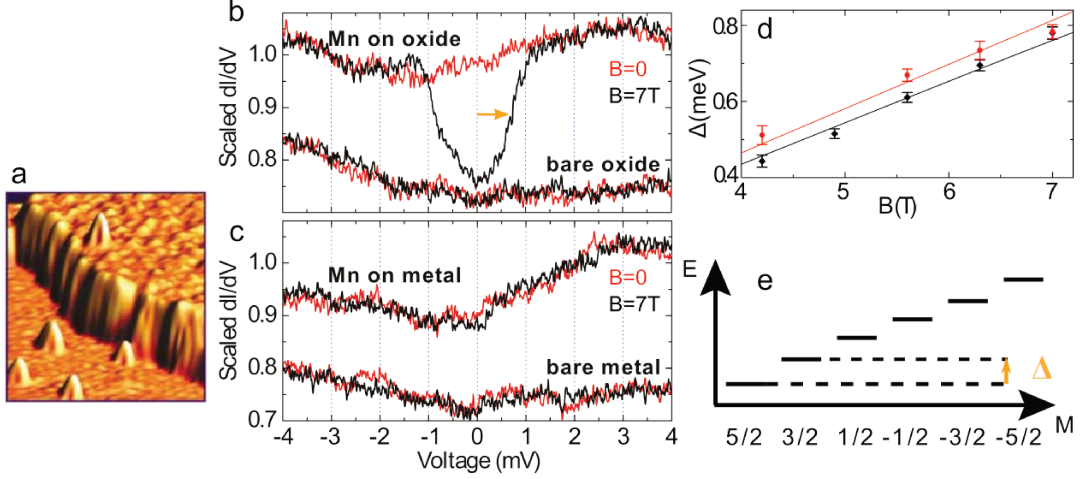 a
b
Mn on oxide
B=0
B=7T
bare oxide
Scaled dI/dV
1.0
0.9
0.8
c
Mn on metal
B=0
B=7T
bare metal
Scaled dI/dV
1.0
0.9
0.8
0.7
-4 -3 -2 -1 0 1 2 3 4
Voltage (mV)
d
Δ(meV)
0.8
0.6
0.4
4 5 6 7
B(T)
e
E
Δ
M
5/2 3/2 1/2 -1/2 -3/2 -5/2